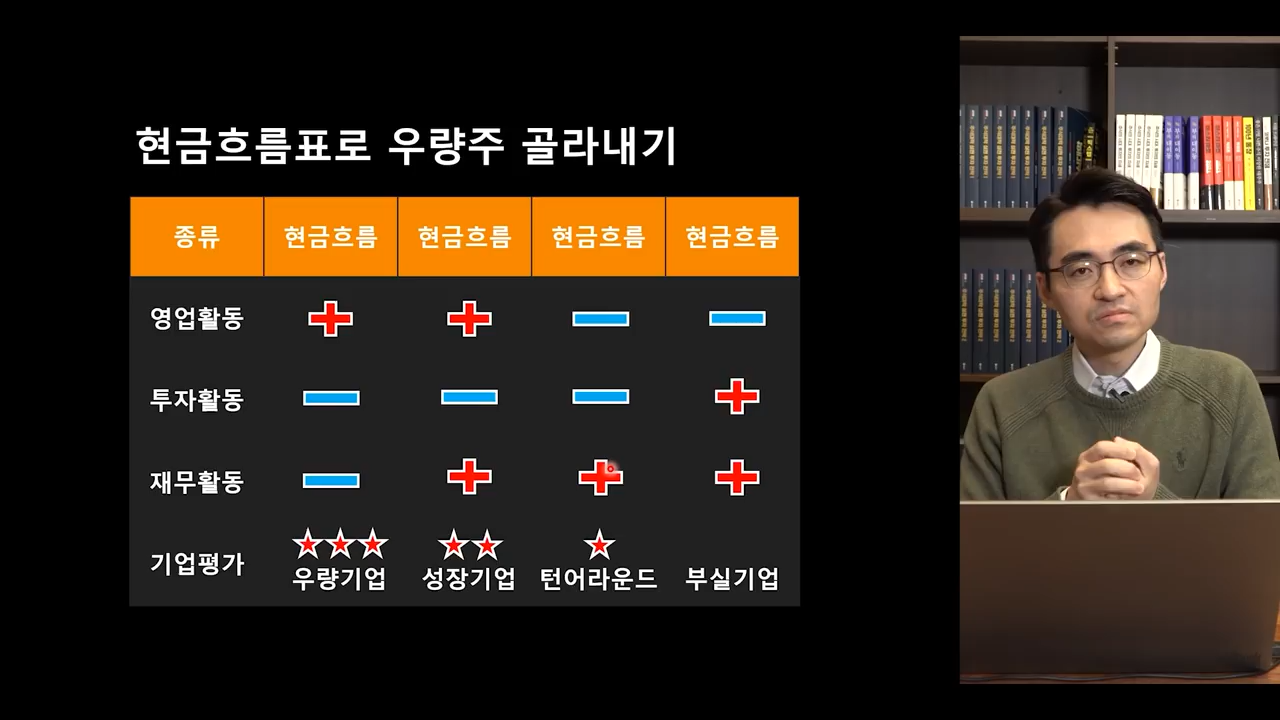 현금흐름표로 우량주 골라내기
종류 현금흐름 현금흐름 현금흐름 현금흐름
영업활동
투자활동
재무활동
기업평가 우량기업 성장기업 턴어라운드 부실기업